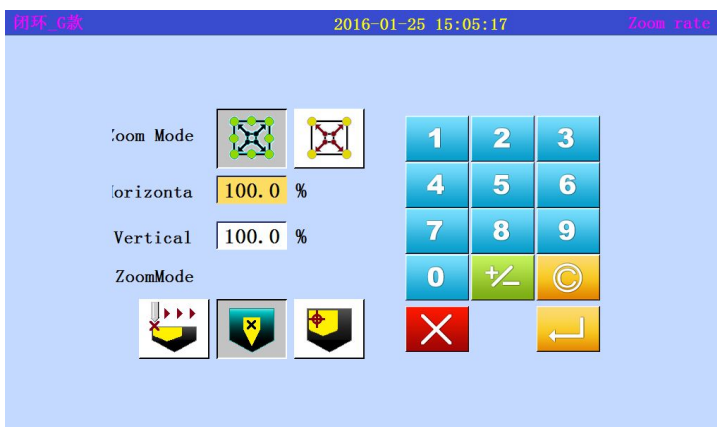 闭环_G款 2016-01-25 15:05:17 Zoom rate
Zoom Mode
orizonta 100.0 %
Vertical 100.0 %
ZoomMode
1 2 3
4 5 6
7 8 9
0 +/- C